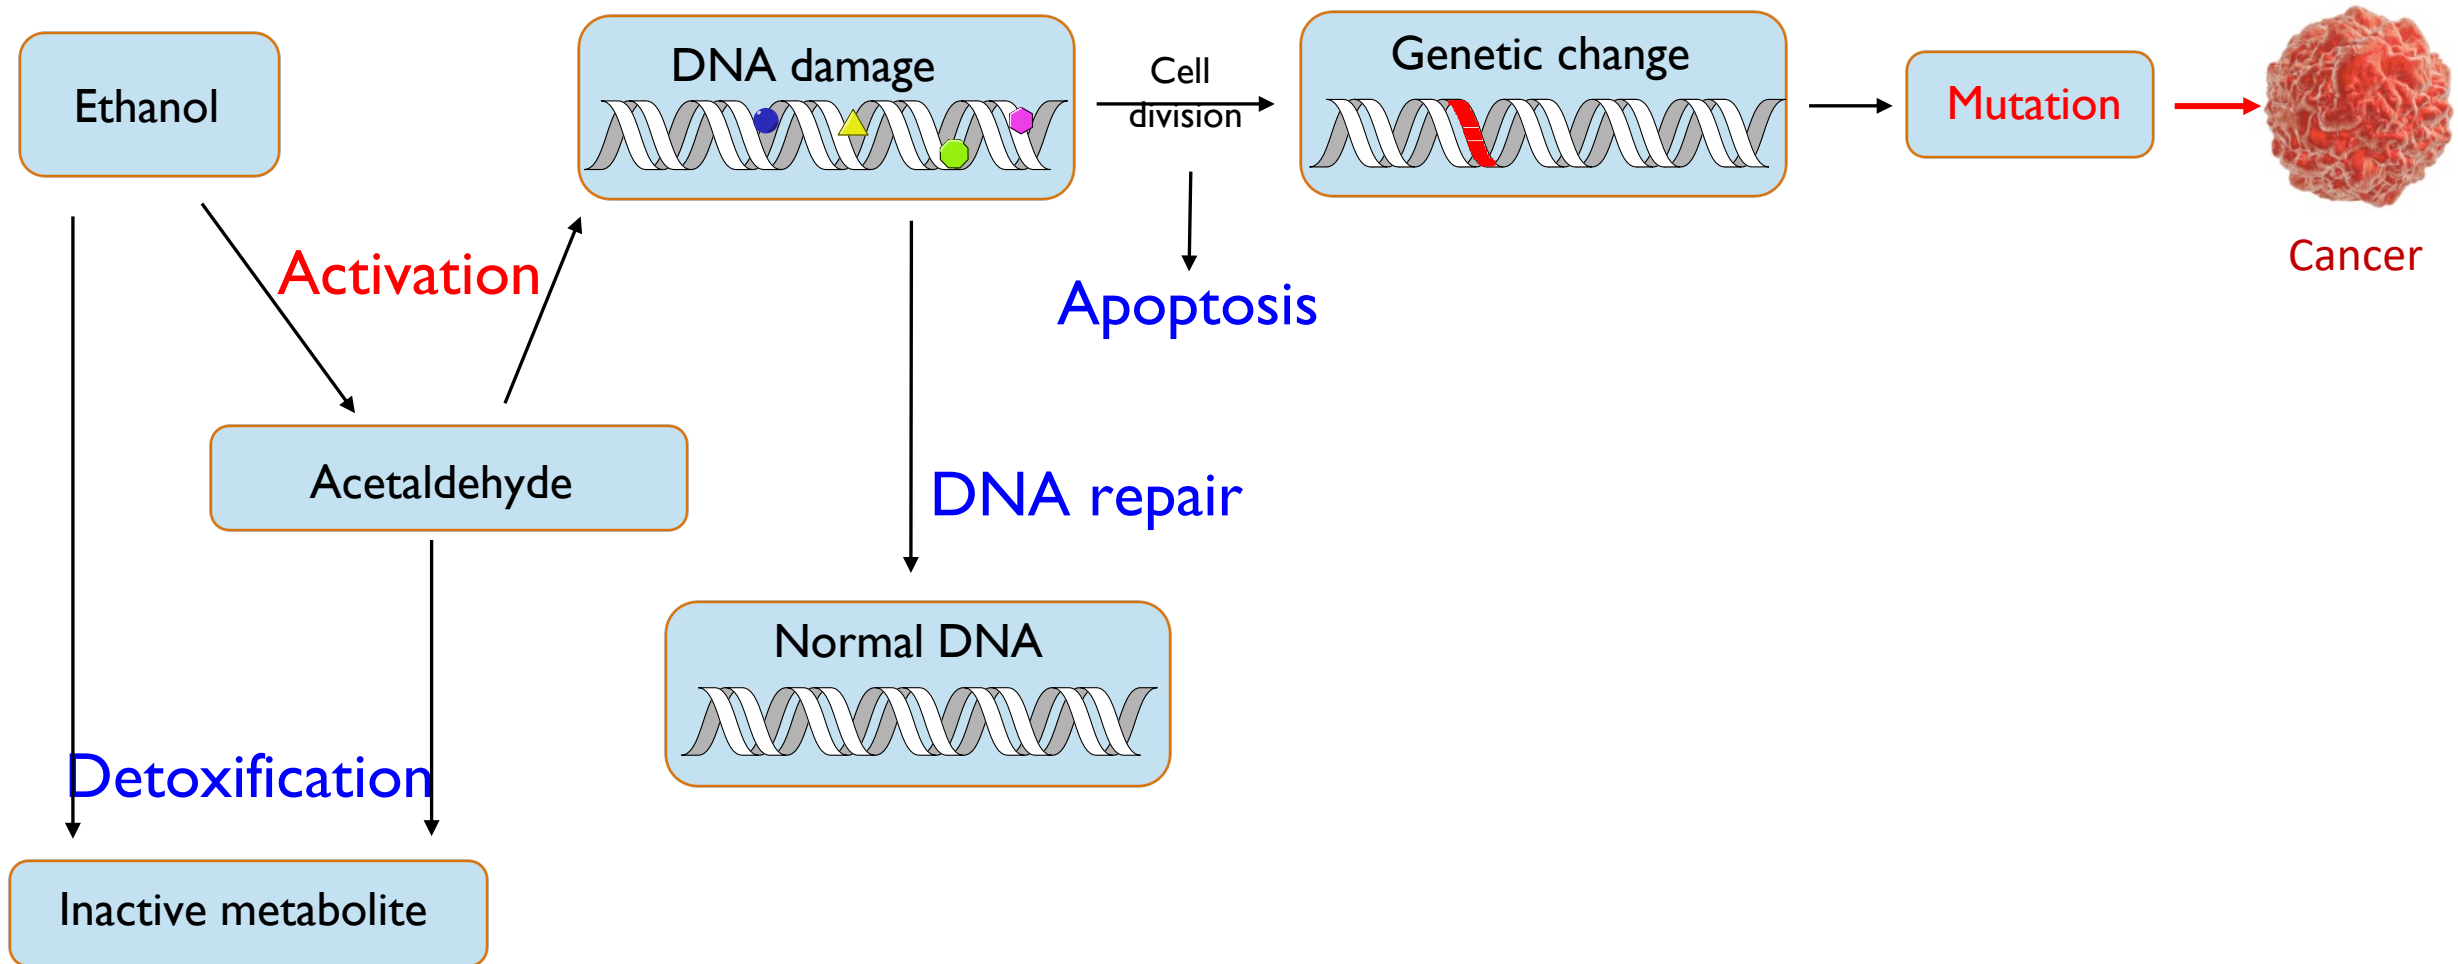 Ethanol
DNA damage
Cell
division
Genetic change
Mutation
Cancer
Activation
Apoptosis
Acetaldehyde
DNA repair
Normal DNA
Detoxification
Inactive metabolite